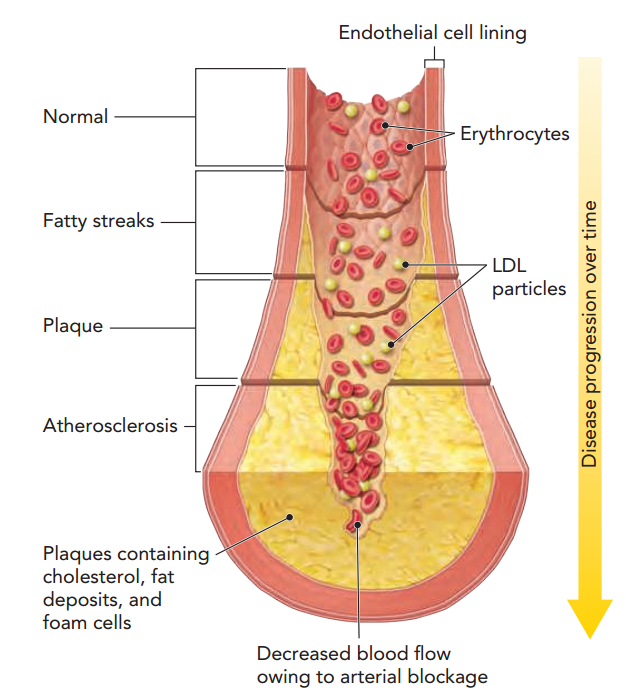 Endothelial cell lining
Normal
Erythrocytes
Fatty streaks
LDL
particles
Plaque
Atherosclerosis
Disease progression over time
Plaques containing
cholesterol, fat
deposits, and
foam cells
Decreased blood flow
owing to arterial blockage